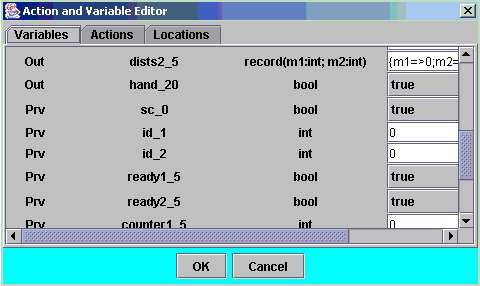 Action and Variable Editor
Variables Actions Locations
Out dists2_5 record(m1:int; m2:int) {m1=>0;m2=
Out hand_20 bool true
Prv sc_0 bool true
Prv id_1 int 0
Prv id_2 int 0
Prv ready1_5 bool true
Prv ready2_5 bool true
Prv counter1_5 int 0
OK Cancel